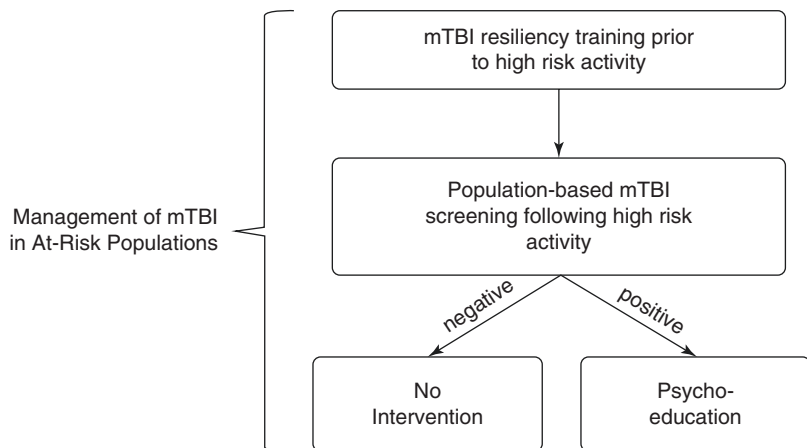 mTBI resiliency training prior
to high risk activity
Management of mTBI
in At-Risk Populations
Population-based mTBI
screening following high risk
activity
negative
positive
No
Intervention
Psycho-
education